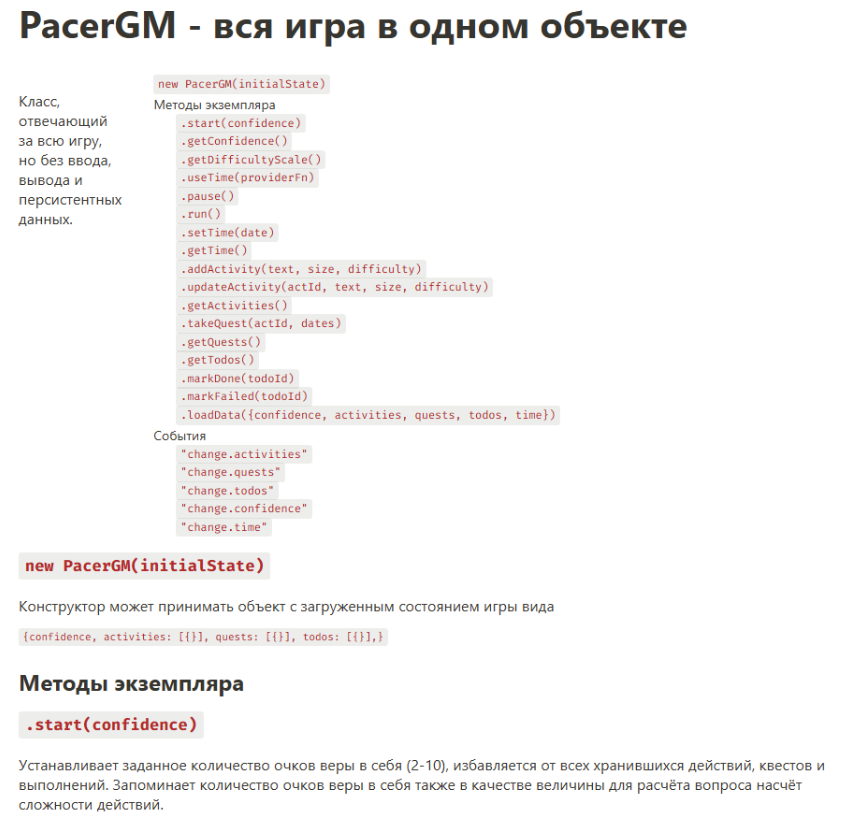 PacerGM - вся игра в одном объекте
Класс,
отвечающий
за всю игру,
но без ввода,
вывода и
персистентных
данных.
new PacerGM(initialState)
Методы экземпляра
.start(confidence)
.getConfidence()
.getDifficultyScale()
.useTime(providerFn)
.pause()
.run()
.setTime(date)
.getTime()
.addActivity(text, size, difficulty)
.updateActivity(actId, text, size, difficulty)
.getActivities()
.takeQuest(actId, dates)
.getQuests()
.getTodos()
.markDone(todoId)
.markFailed(todoId)
.loadData({confidence, activities, quests, todos, time})
События
"change.activities"
"change.quests"
"change.todos"
"change.confidence"
"change.time"
new PacerGM(initialState)
Конструктор может принимать объект с загруженным состоянием игры вида
{confidence, activities: [{}], quests: [{}], todos: [{}],}
Методы экземпляра
.start(confidence)
Устанавливает заданное количество очков веры в себя (2-10), избавляется от всех хранившихся действий, квестов и
выполнений. Запоминает количество очков веры в себя также в качестве величины для расчёта вопроса насчёт
сложности действий.